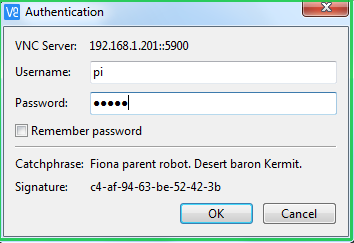 Authentication
VNC Server: 192.168.1.201::5900
Username: pi
Password: •••••
Remember password
Catchphrase: Fiona parent robot. Desert baron Kermit.
Signature: c4-af-94-63-be-52-42-3b
OK Cancel